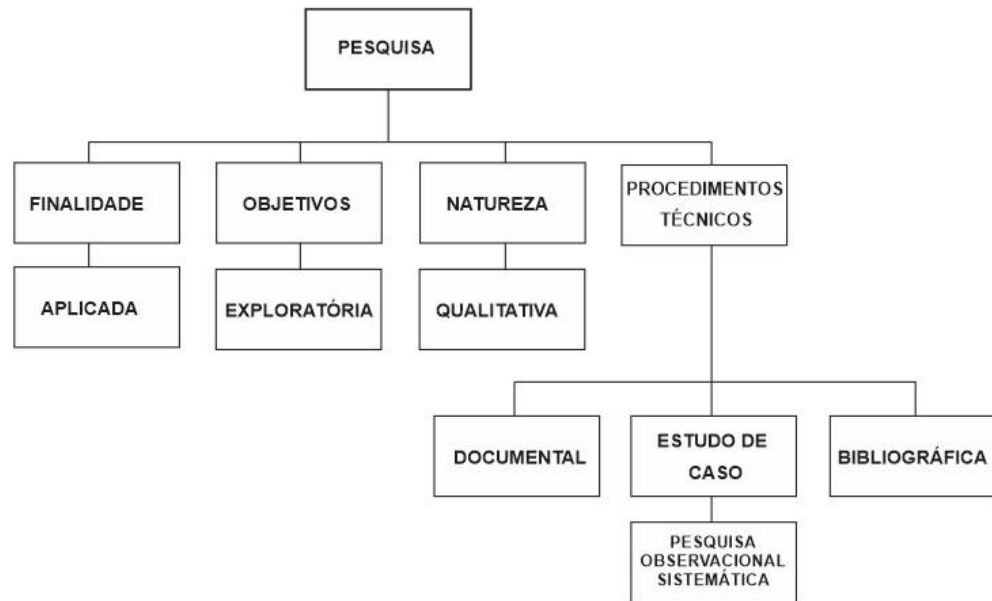 PESQUISA
FINALIDADE
OBJETIVOS
NATUREZA
PROCEDIMENTOS
TÉCNICOS
APLICADA
EXPLORATÓRIA
QUALITATIVA
DOCUMENTAL
ESTUDO DE
CASO
BIBLIOGRÁFICA
PESQUISA
OBSERVACIONAL
SISTEMÁTICA